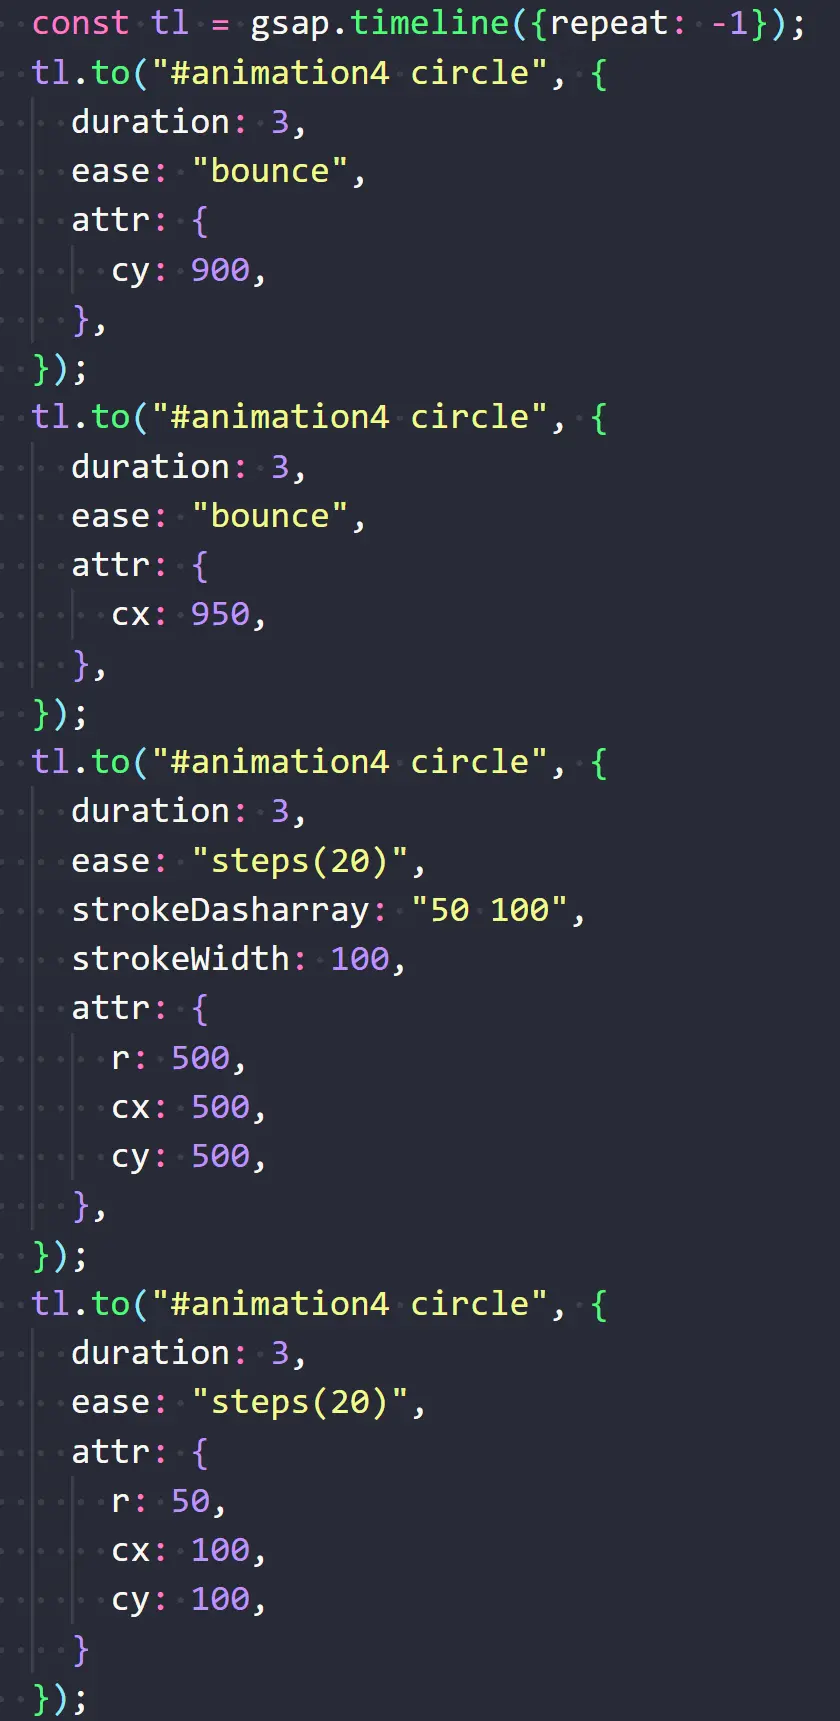 const tl = gsap.timeline({repeat: -1});
tl.to("#animation4 circle", {
duration: 3,
ease: "bounce",
attr: {
cy: 900,
},
});
tl.to("#animation4 circle", {
duration: 3,
ease: "bounce",
attr: {
cx: 950,
},
});
tl.to("#animation4 circle", {
duration: 3,
ease: "steps(20)",
strokeDasharray: "50 100",
strokeWidth: 100,
attr: {
r: 500,
cx: 500,
cy: 500,
},
});
tl.to("#animation4 circle", {
duration: 3,
ease: "steps(20)",
attr: {
r: 50,
cx: 100,
cy: 100,
}
});